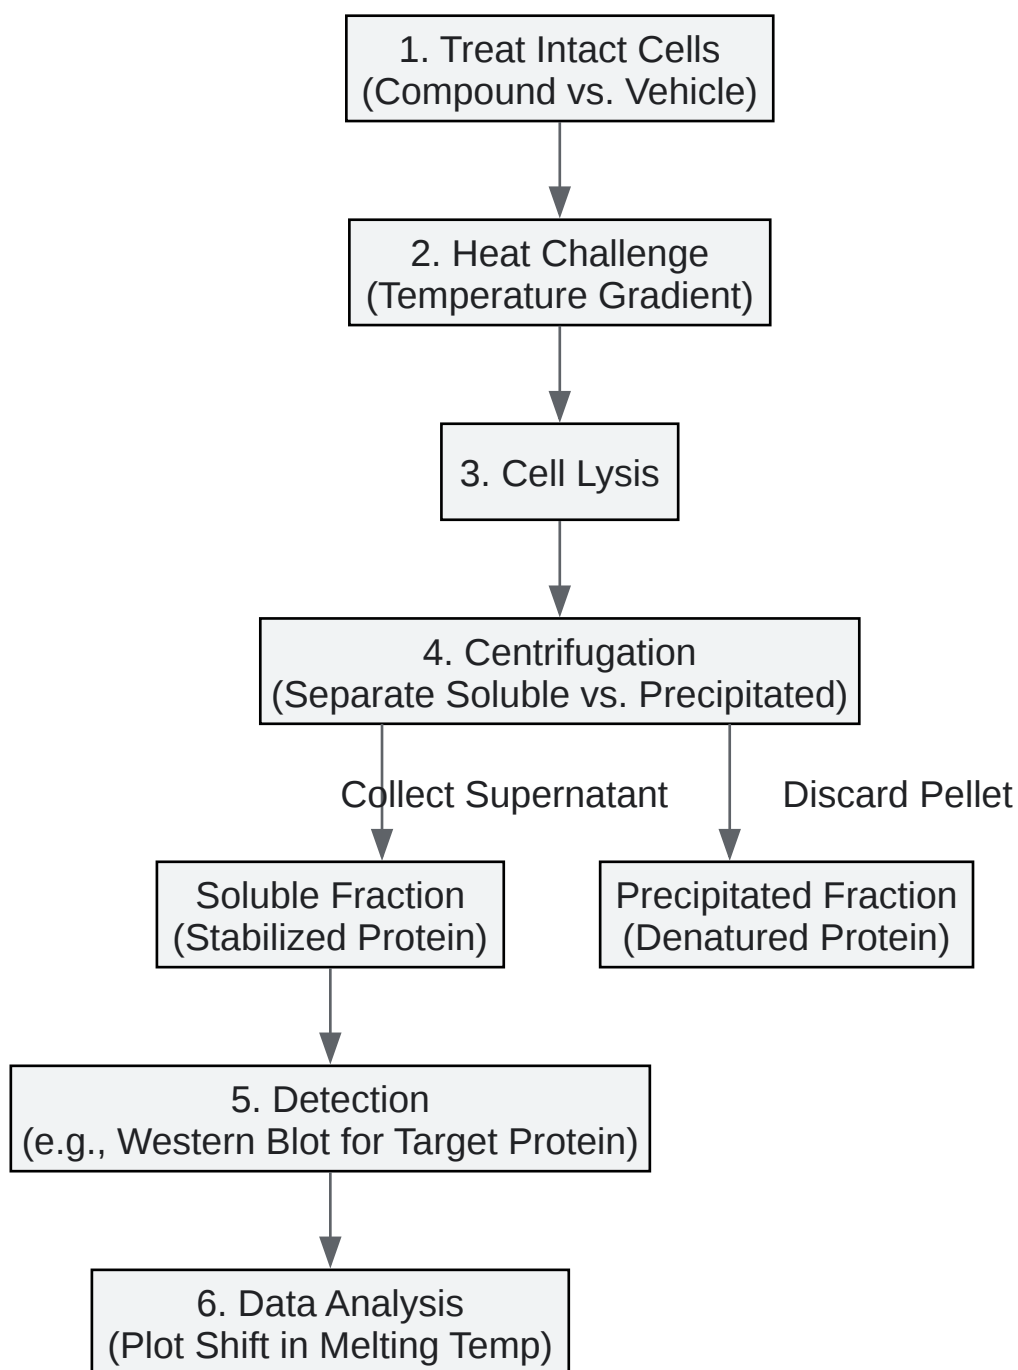 1. Treat Intact Cells
(Compound vs. Vehicle)
2. Heat Challenge
(Temperature Gradient)
3. Cell Lysis
4. Centrifugation
(Separate Soluble vs. Precipitated)
Collect Supernatant
Discard Pellet
Soluble Fraction
(Stabilized Protein)
Precipitated Fraction
(Denatured Protein)
5. Detection
(e.g., Western Blot for Target Protein)
6. Data Analysis
(Plot Shift in Melting Temp)